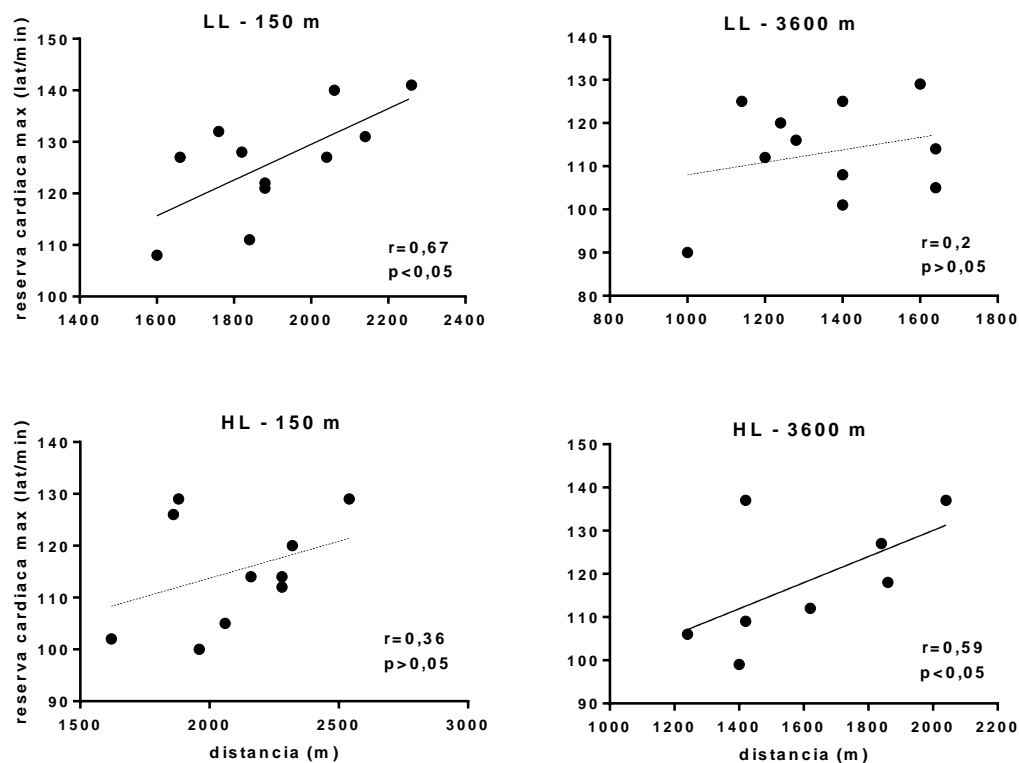 LL - 150 m
reserva cardiaca max (lat/min)
150
140
130
120
110
100
1400 1600 1800 2000 2200 2400
r=0,67
p<0,05
LL - 3600 m
140
130
120
110
100
90
80
800 1000 1200 1400 1600 1800
r=0,2
p>0,05
HL - 150 m
reserva cardiaca max (lat/min)
140
130
120
110
100
90
1500 2000 2500 3000
r=0,36
p>0,05
distancia (m)
HL - 3600 m
150
140
130
120
110
100
90
1000 1200 1400 1600 1800 2000 2200
r=0,59
p<0,05
distancia (m)